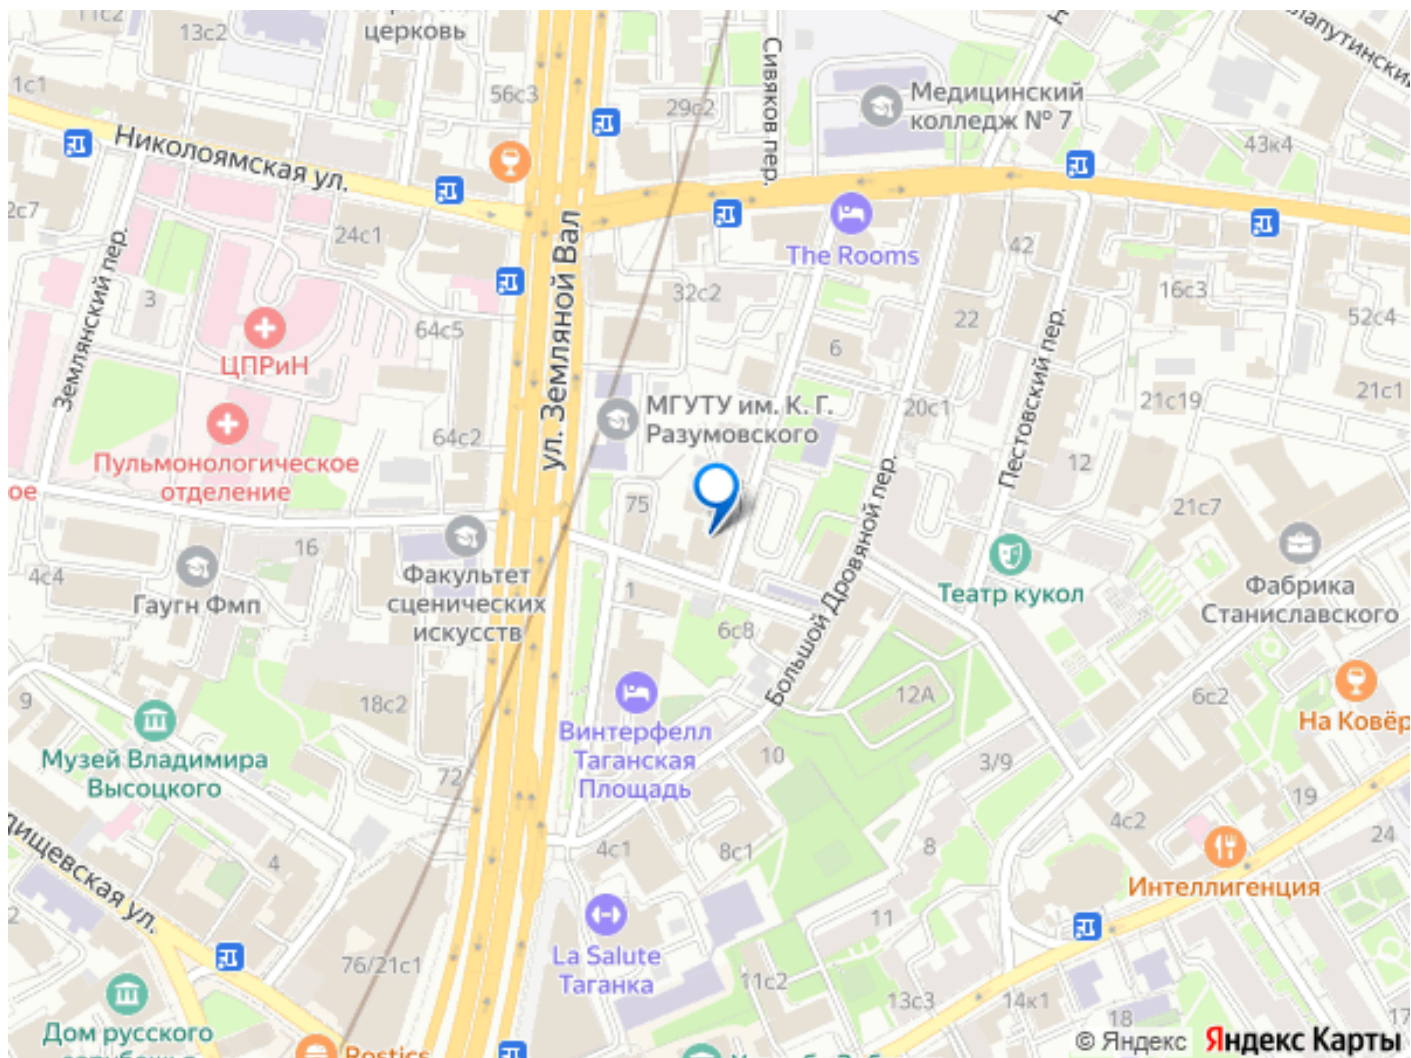 11с2
13с2
церковь
1с1
56с3
29с2
Сивяков пер.
Медицинский
колледж № 7
43к4
Николоямская ул.
2с7
24с1
ул. Земляной Вал
The Rooms
42
Землянский пер.
3
64с5
32с2
16с3
52с4
22
6
ЦПРиН
Пестовский пер.
21с1
21с19
20с1
МГУТУ им. К. Г.
Разумовского
64с2
12
Пульмонологическое
отделение
ое
75
21с7
Большой Дровяной пер.
16
4с4
Гаугн Фмп
Факультет
сценических
искусств
1
6с8
Театр кукол
Фабрика
Станиславского
9
18с2
12А
6с2
На Ковёр
Музей Владимира
Высоцкого
Винтерфелл
Таганская
Площадь
72
10
3/9
19
24
4с2
4
4с1
8с1
8
Интеллигенция
лищевская ул.
11
La Salute
Таганка
76/21с1
11с2
13с3
14к1
18
17
Дом русского
Rostics
© Яндекс Яндекс Карты